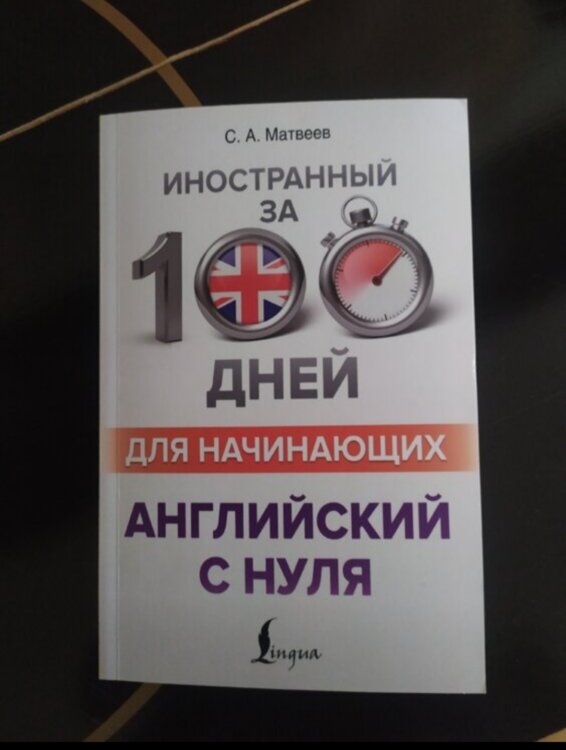 С. А. Матвеев
ИНОСТРАННЫЙ
ЗА
100
ДНЕЙ
ДЛЯ НАЧИНАЮЩИХ
АНГЛИЙСКИЙ
С НУЛЯ
Lingua